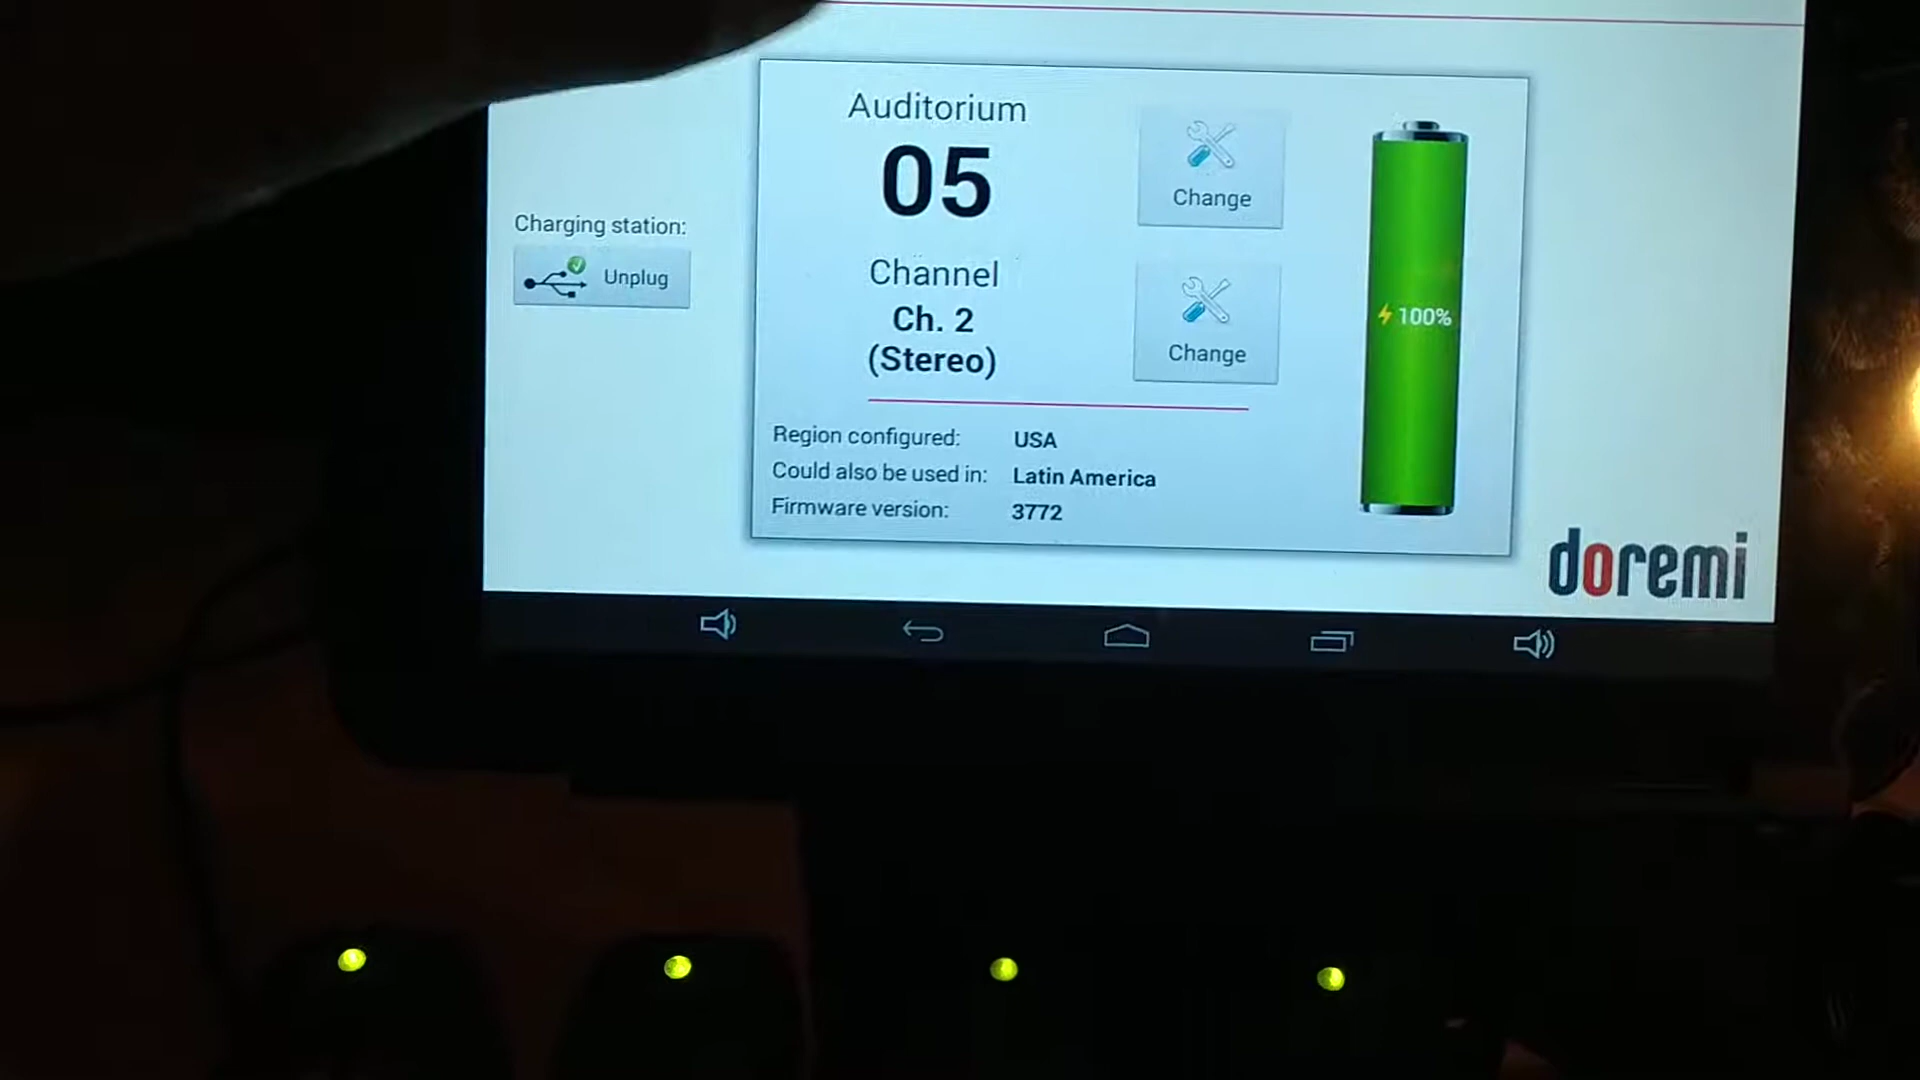 Charging station:
Unplug
Auditorium
05
Change
Channel
Ch. 2
(Stereo)
Change
100%
Region configured: USA
Could also be used in: Latin America
Firmware version: 3772
doremi